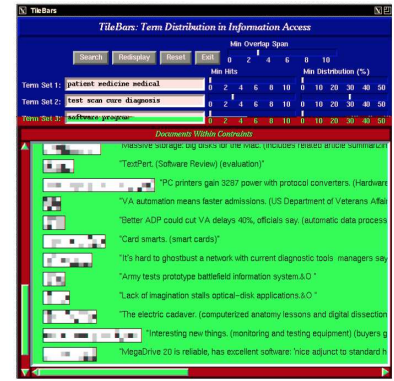 TileBars
TileBars: Term Distribution in Information Access
Min Overlap Span
Search Redisplay Reset Exit
0 2 4 6 8 10
Min Hits Min Distribution (%)
Term Set 1: patient medicine medical 0 2 4 6 8 10 0 10 20 30 40 50
Term Set 2: test scan cure diagnosis 0 2 4 6 8 10 0 10 20 30 40 50
Term Set 3: software program 0 2 4 6 8 10 0 10 20 30 40 50
Documents Within Contraints
"Massive storage: big disks for the Mac. (includes related article summarizin
"TextPert. (Software Review) (evaluation)"
"PC printers gain 3287 power with protocol converters. (Hardware
"VA automation means faster admissions. (US Department of Veterans Affai
"Better ADP could cut VA delays 40%, officials say. (automatic data process
"Card smarts. (smart cards)"
"It's hard to ghostbust a network with current diagnostic tools managers say
"Army tests prototype battlefield information system.&O "
"Lack of imagination stalls optical-disk applications.&O "
"The electric cadaver. (computerized anatomy lessons and digital dissection
"Interesting new things. (monitoring and testing equipment) (buyers g
"MegaDrive 20 is reliable, has excellent software: 'nice adjunct to standard h